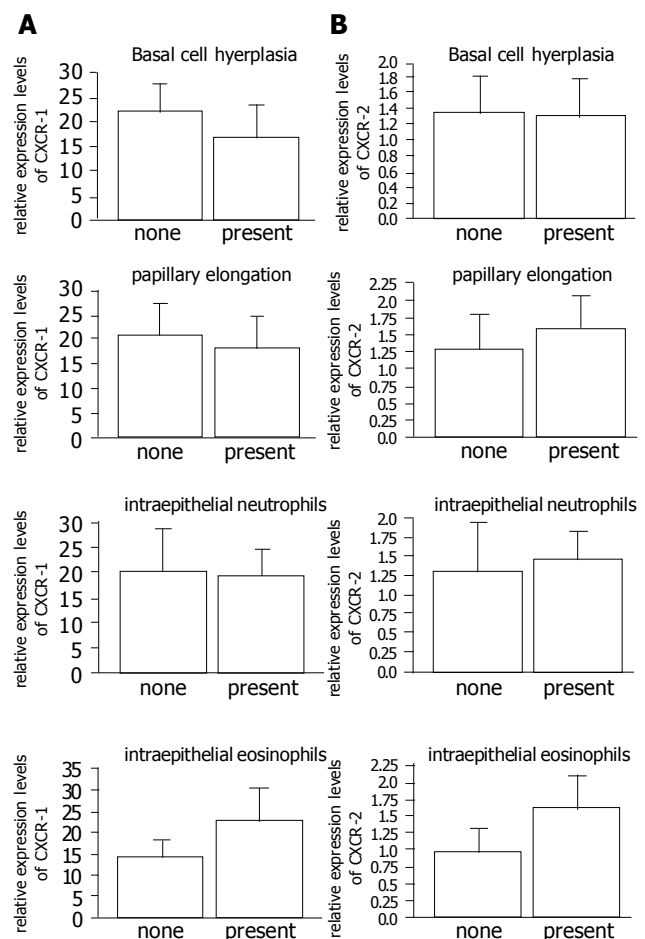 A
Basal cell hyerplasia
relative expression levels
of CXCR-1
30
25
20
15
10
5
0
none present
B
Basal cell hyerplasia
relative expression levels
of CXCR-2
2.0
1.8
1.6
1.4
1.2
1.0
0.8
0.6
0.4
0.2
0.0
none present
papillary elongation
relative expression levels
of CXCR-1
30
25
20
15
10
5
0
none present
papillary elongation
relative expression levels
of CXCR-2
2.25
2.0
1.75
1.5
1.25
1.0
0.75
0.5
0.25
0.0
none present
intraepithelial neutrophils
relative expression levels
of CXCR-1
30
25
20
15
10
5
0
none present
intraepithelial neutrophils
relative expression levels
of CXCR-2
2.0
1.75
1.5
1.25
1.0
0.75
0.5
0.25
0.0
none present
intraepithelial eosinophils
relative expression levels
of CXCR-1
35
30
25
20
15
10
5
0
none present
intraepithelial eosinophils
relative expression levels
of CXCR-2
2.25
2.0
1.75
1.5
1.25
1.0
0.75
0.5
0.25
0.0
none present